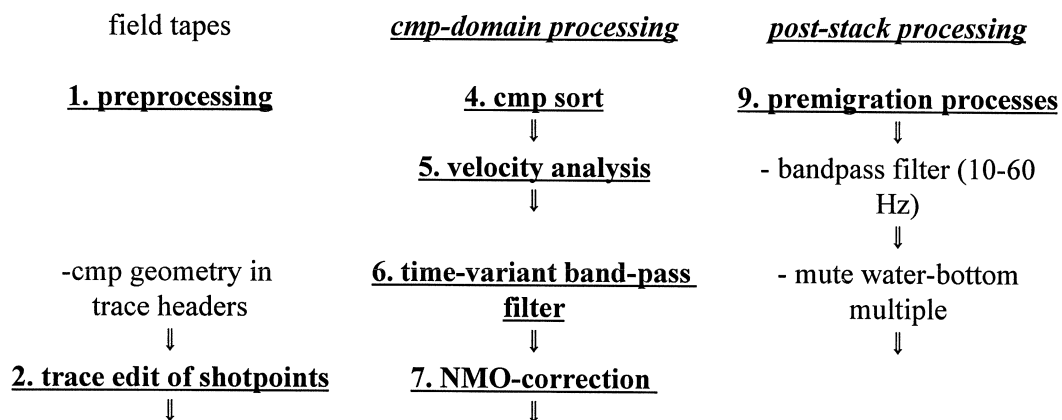 field tapes
1. preprocessing
-cmp geometry in
trace headers
⇓
2. trace edit of shotpoints
⇓
cmp-domain processing
4. cmp sort
⇓
5. velocity analysis
⇓
6. time-variant band-pass
filter
⇓
7. NMO-correction
⇓
post-stack processing
9. premigration processes
⇓
- bandpass filter (10-60
Hz)
⇓
- mute water-bottom
multiple
⇓